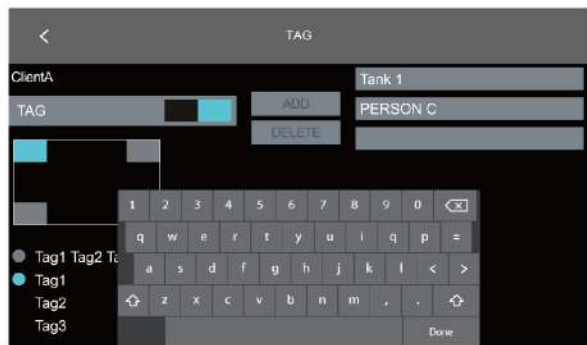 <
TAG
ClientA
Tank 1
TAG
ADD
PERSON C
DELETE
1 2 3 4 5 6 7 8 9 0
q w e r t y u i q p =
Tag1 Tag2 Ta
a s d f g h j k l < >
Tag1
z x c v b n m , .
Tag2
Tag3
Done